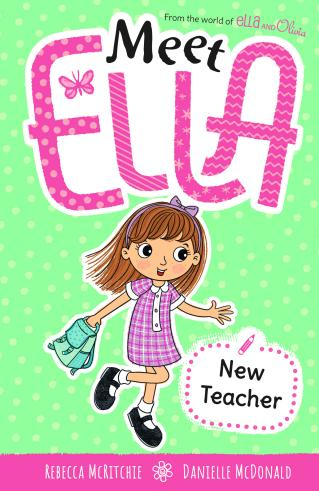 From the world of ella AND Olivia
Meet
ELLA
New
Teacher
REBECCA MCRITCHIE DANIELLE MCDONALD